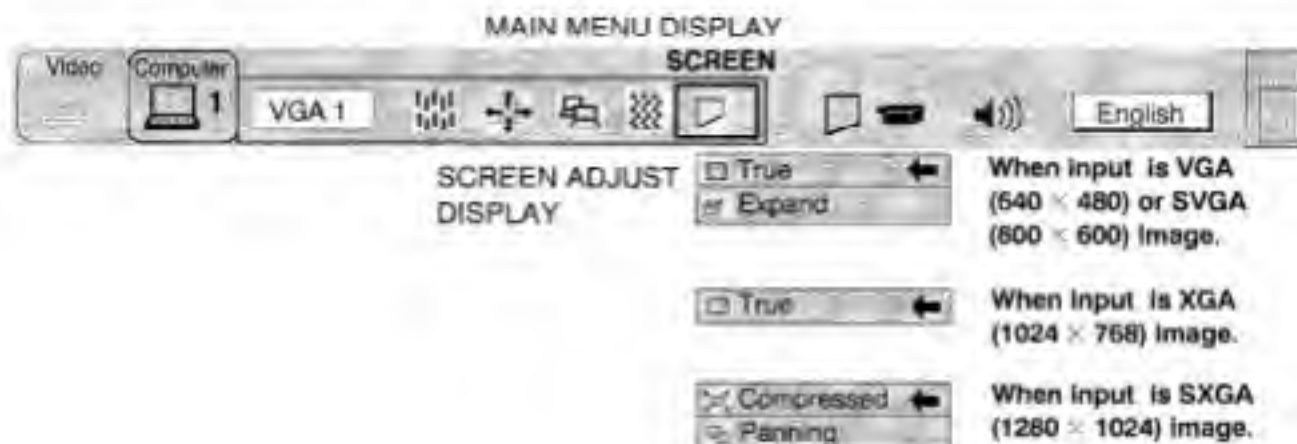 MAIN MENU DISPLAY
SCREEN
Video
Computer
1
VGA 1
English
SCREEN ADJUST
DISPLAY
True
Expand
When input is VGA
(640 × 480) or SVGA
(800 × 600) image.
True
When input is XGA
(1024 × 768) image.
Compressed
Panning
When input is SXGA
(1280 × 1024) image.